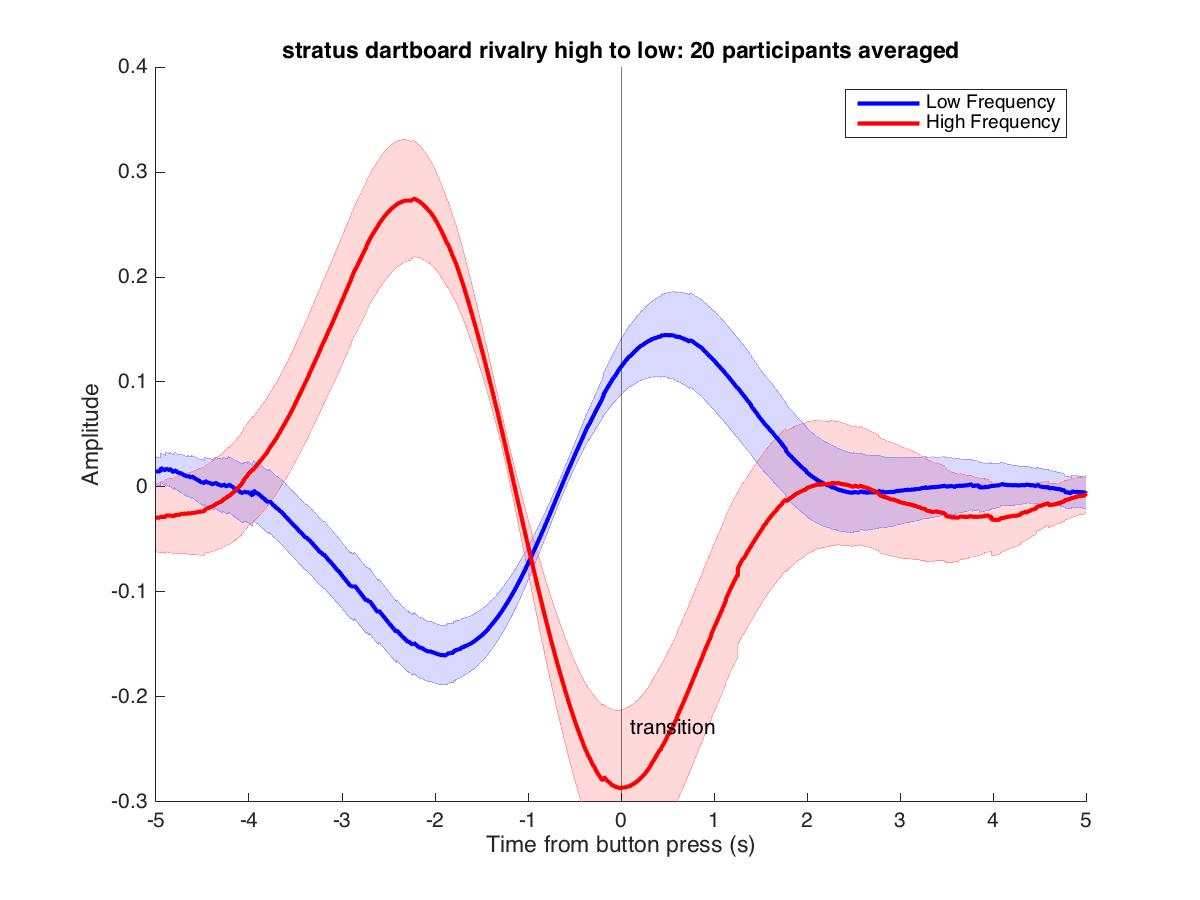 stratus dartboard rivalry high to low: 20 participants averaged
0.4
0.3
0.2
0.1
0
-0.1
-0.2
-0.3
Amplitude
Low Frequency
High Frequency
transition
-5 -4 -3 -2 -1 0 1 2 3 4 5
Time from button press (s)